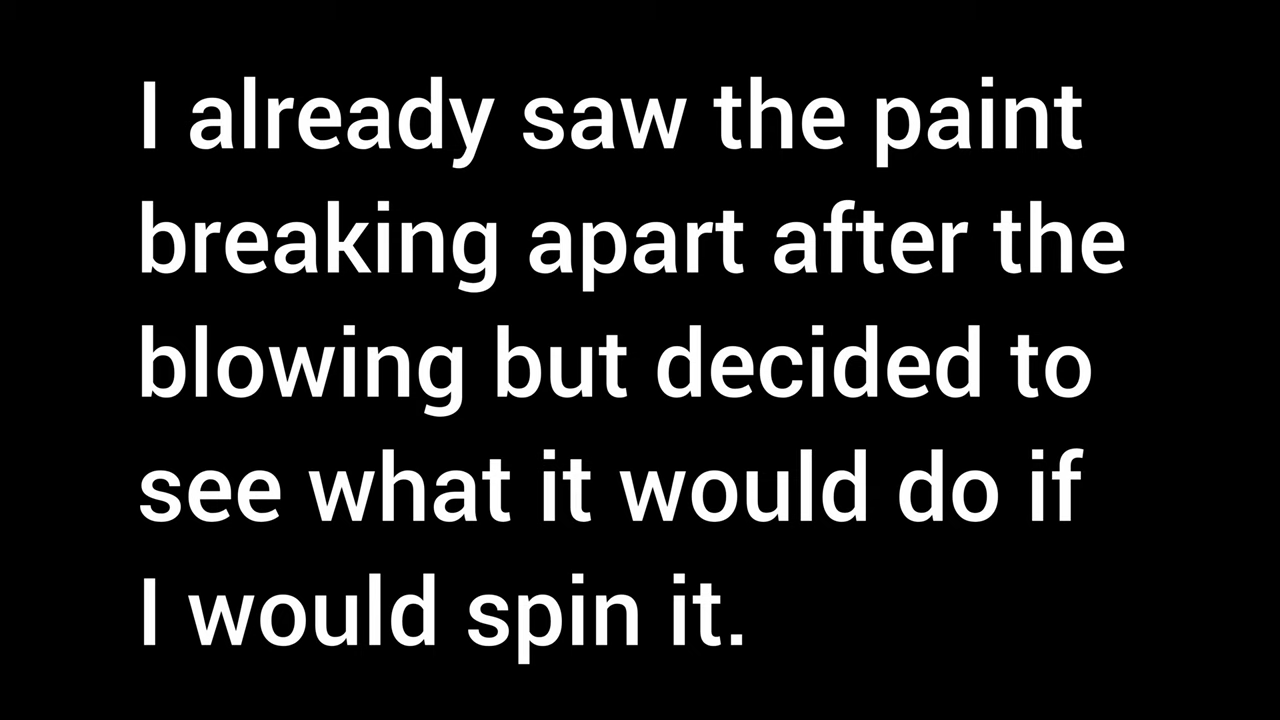 I already saw the paint
breaking apart after the
blowing but decided to
see what it would do if
I would spin it.